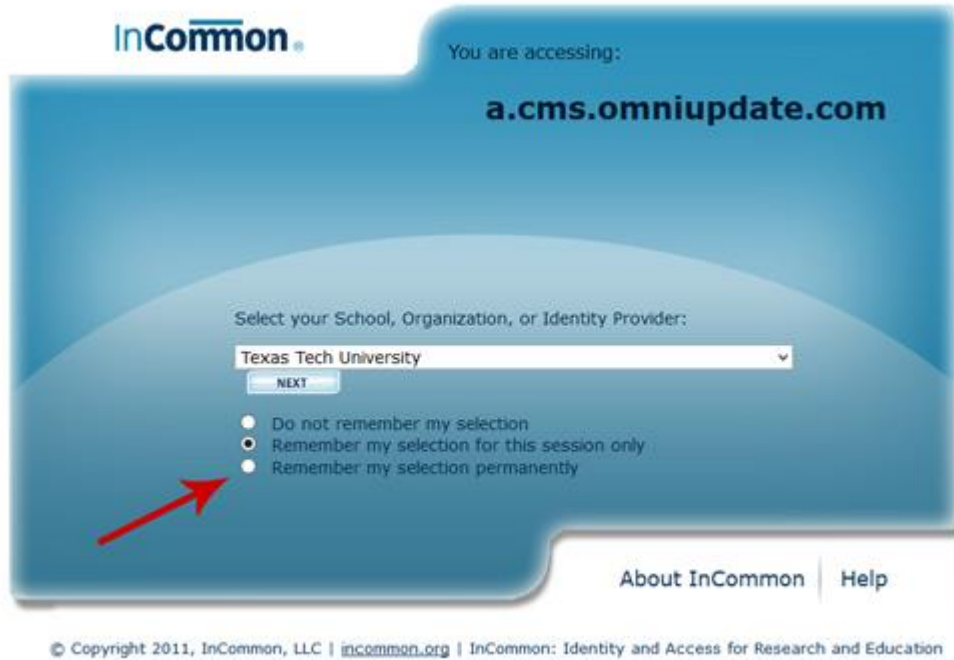 InCommon®
You are accessing:
a.cms.omniupdate.com
Select your School, Organization, or Identity Provider:
Texas Tech University
NEXT
Do not remember my selection
Remember my selection for this session only
Remember my selection permanently
About InCommon | Help
© Copyright 2011, InCommon, LLC | incommon.org | InCommon: Identity and Access for Research and Education